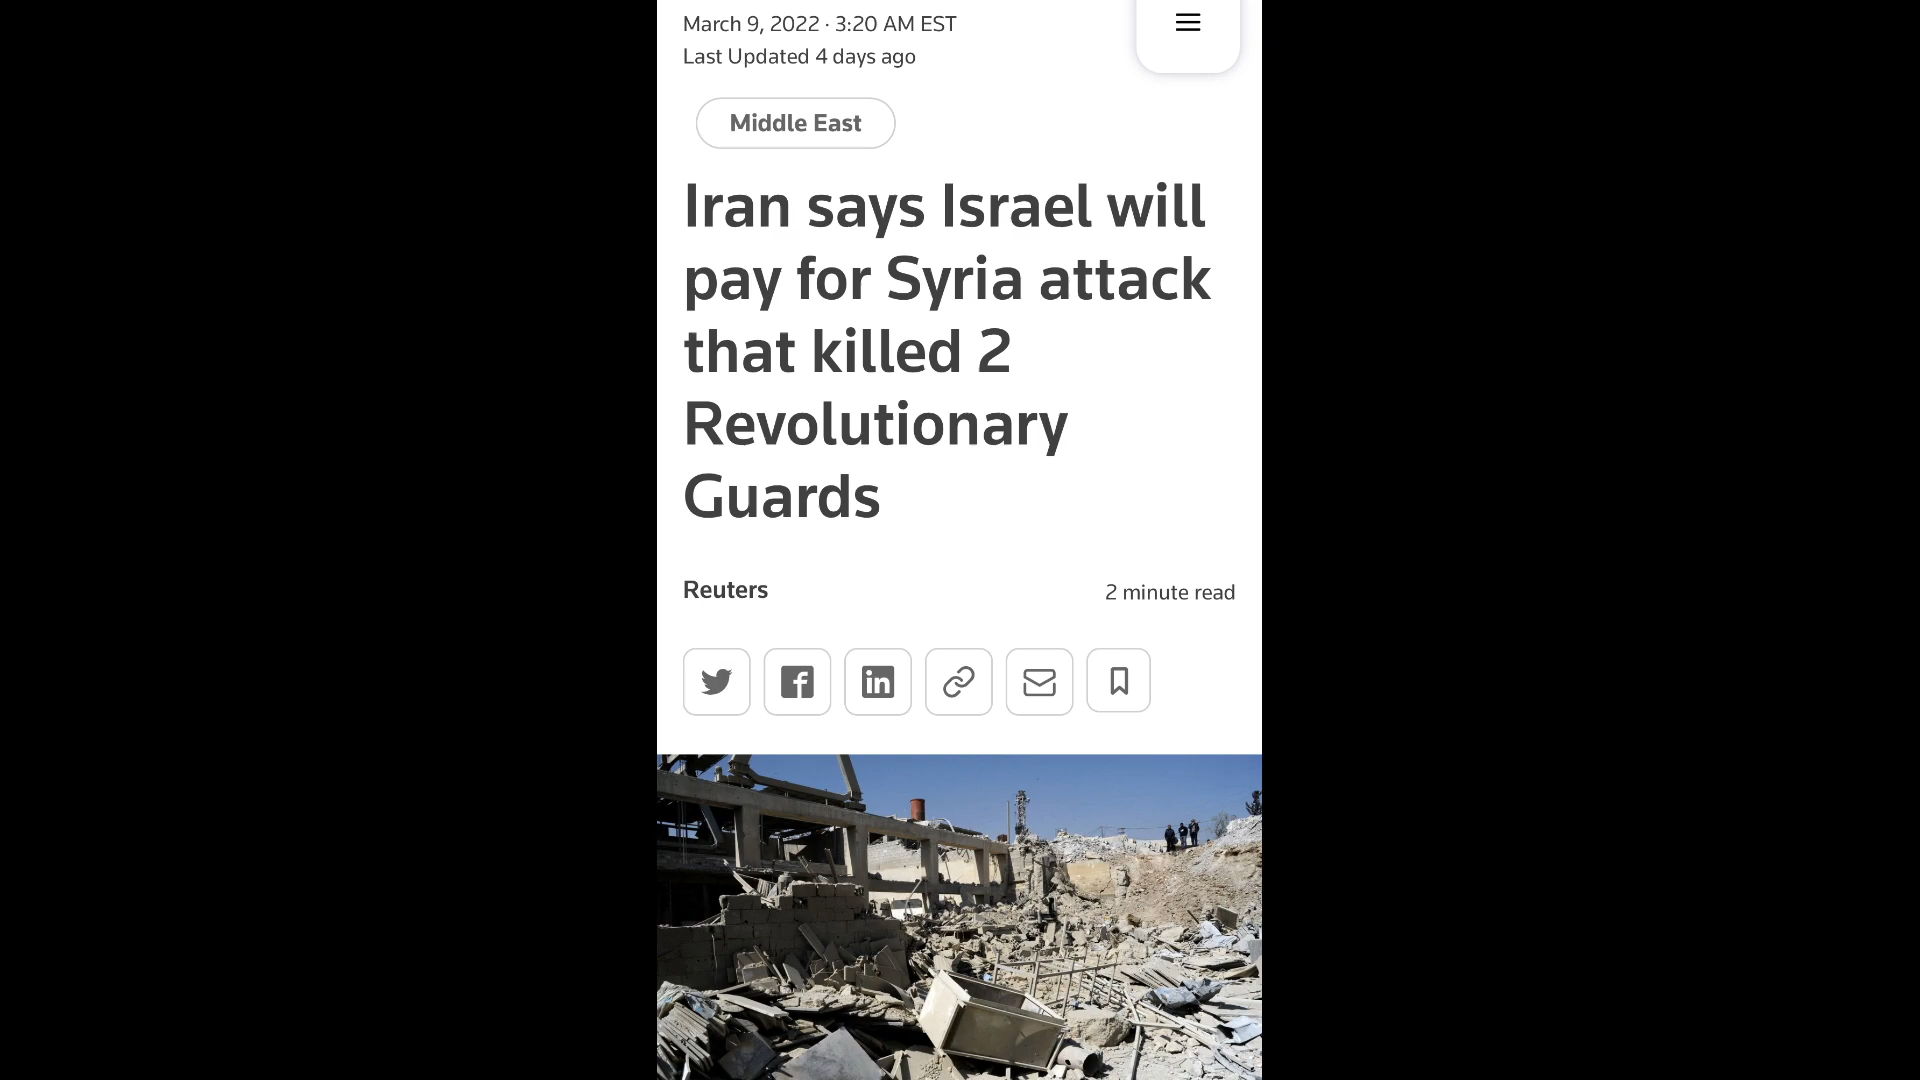 March 9, 2022 · 3:20 AM EST
Last Updated 4 days ago
Middle East
Iran says Israel will
pay for Syria attack
that killed 2
Revolutionary
Guards
Reuters
2 minute read